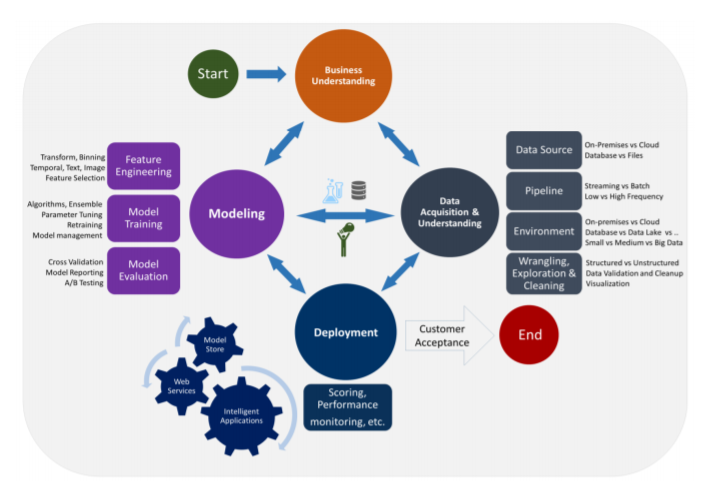 Start
Business
Understanding
Transform, Binning
Temporal, Text, Image
Feature Selection
Feature
Engineering
Algorithms, Ensemble
Parameter Tuning
Retraining
Model management
Model
Training
Cross Validation
Model Reporting
A/B Testing
Model
Evaluation
Modeling
Data
Acquisition &
Understanding
Data Source
On-Premises vs Cloud
Database vs Files
Pipeline
Streaming vs Batch
Low vs High Frequency
Environment
On-premises vs Cloud
Database vs Data Lake vs ..
Small vs Medium vs Big Data
Wrangling,
Exploration &
Cleaning
Structured vs Unstructured
Data Validation and Cleanup
Visualization
Deployment
Customer
Acceptance
End
Scoring,
Performance
monitoring, etc.
Model
Store
Web
Services
Intelligent
Applications